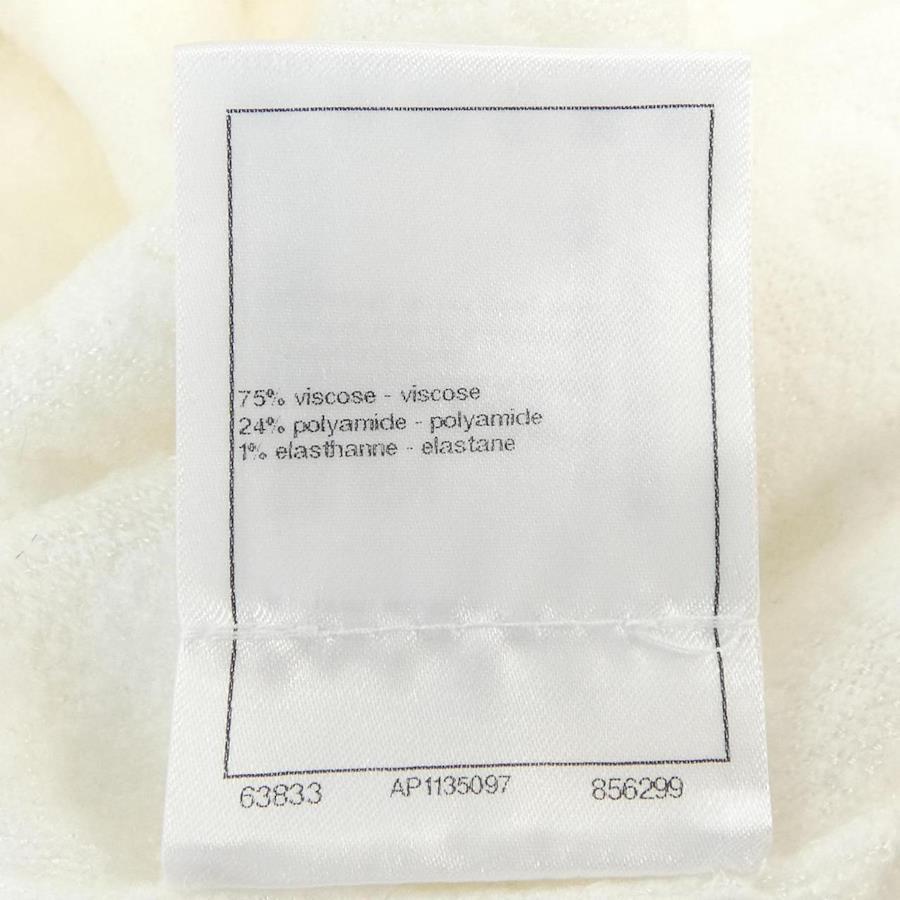 75% viscose - viscose
24% polyamide - polyamide
1% elasthanne - elastane
63833 AP1135097 856299